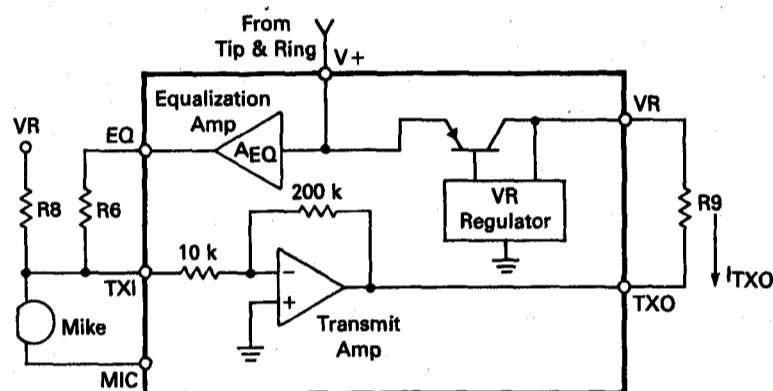 From
Tip & Ring
V+
Equalization
Amp
VR
EQ
AEQ
VR
R8
R6
200 k
VR
Regulator
R9
10 k
ITXO
TXI
−
+
TXO
Mike
Transmit
Amp
MIC